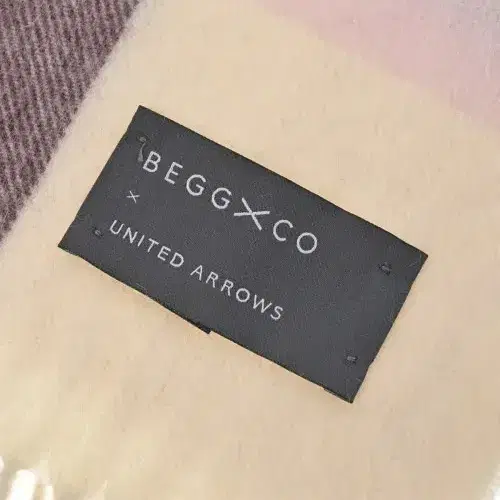 BEGG X CO
×
UNITED ARROWS